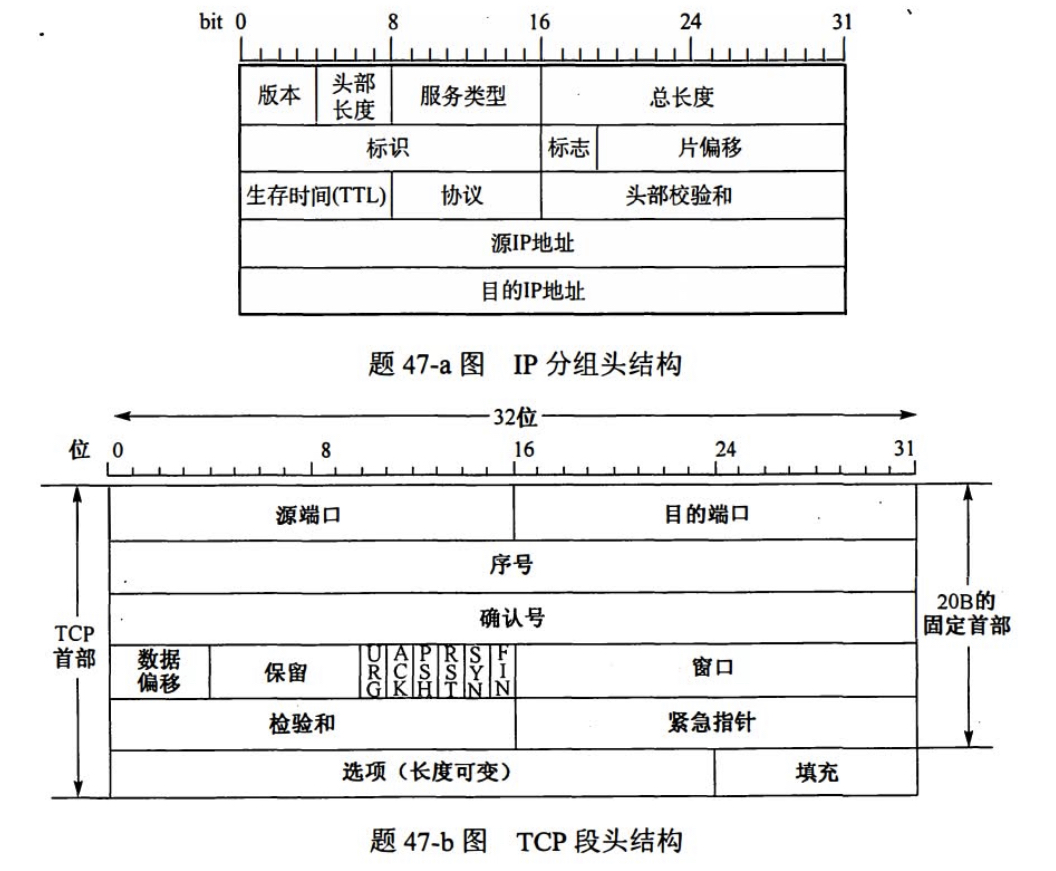 bit 0 8 16 24 31
版本 头部长度 服务类型 总长度
标识 标志 片偏移
生存时间(TTL) 协议 头部校验和
源IP地址
目的IP地址
题 47-a 图 IP 分组头结构
32位
位 0 8 16 24 31
源端口 目的端口
序号
确认号
TCP首部
20B的固定首部
数据偏移 保留 URG ACK PSH RST SYN FIN 窗口
检验和 紧急指针
选项（长度可变） 填充
题 47-b 图 TCP 段头结构